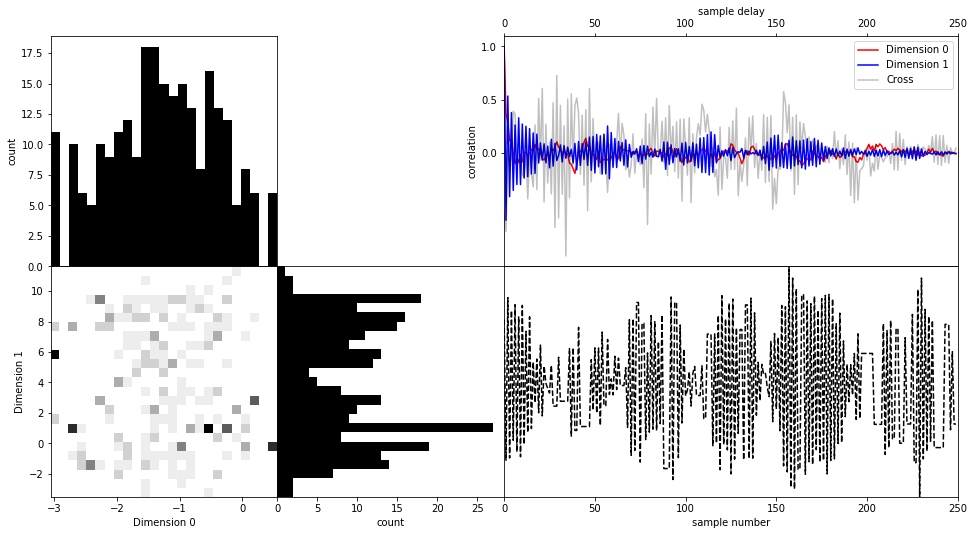 sample delay
0 50 100 150 200 250
17.5
15.0
12.5
10.0
7.5
5.0
2.5
0.0
count
1.0
0.5
0.0
correlation
Dimension 0
Dimension 1
Cross
10
8
6
4
2
0
−2
Dimension 1
−3 −2 −1 0
Dimension 0
0 5 10 15 20 25
count
0 50 100 150 200 250
sample number